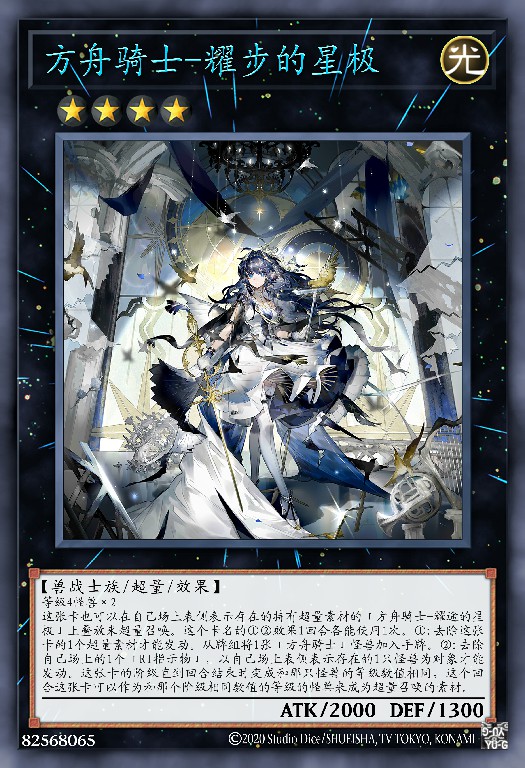 方舟骑士-耀步的星极
光
【兽战士族/超量/效果】
等级4怪兽×2
这张卡也可以在自己场上表侧表示存在的持有超量素材的「方舟骑士-耀途的星
极」上叠放来超量召唤。这个卡名的①②效果1回合各能使用1次。①:去除这张
卡的1个超量素材才能发动。从牌组将1张「方舟骑士」怪兽加入手牌。②:去除
自己场上的1个「RI指示物」,以自己场上表侧表示存在的1只怪兽为对象才能
发动。这张卡的阶级直到回合结束时变成和那只怪兽的等级数值相同,这个回
合这张卡可以作为和那个阶级相同数值的等级的怪兽来成为超量召唤的素材。
ATK/2000 DEF/1300
82568065
©2020 Studio Dice/SHUEISHA, TV TOKYO, KONAMI